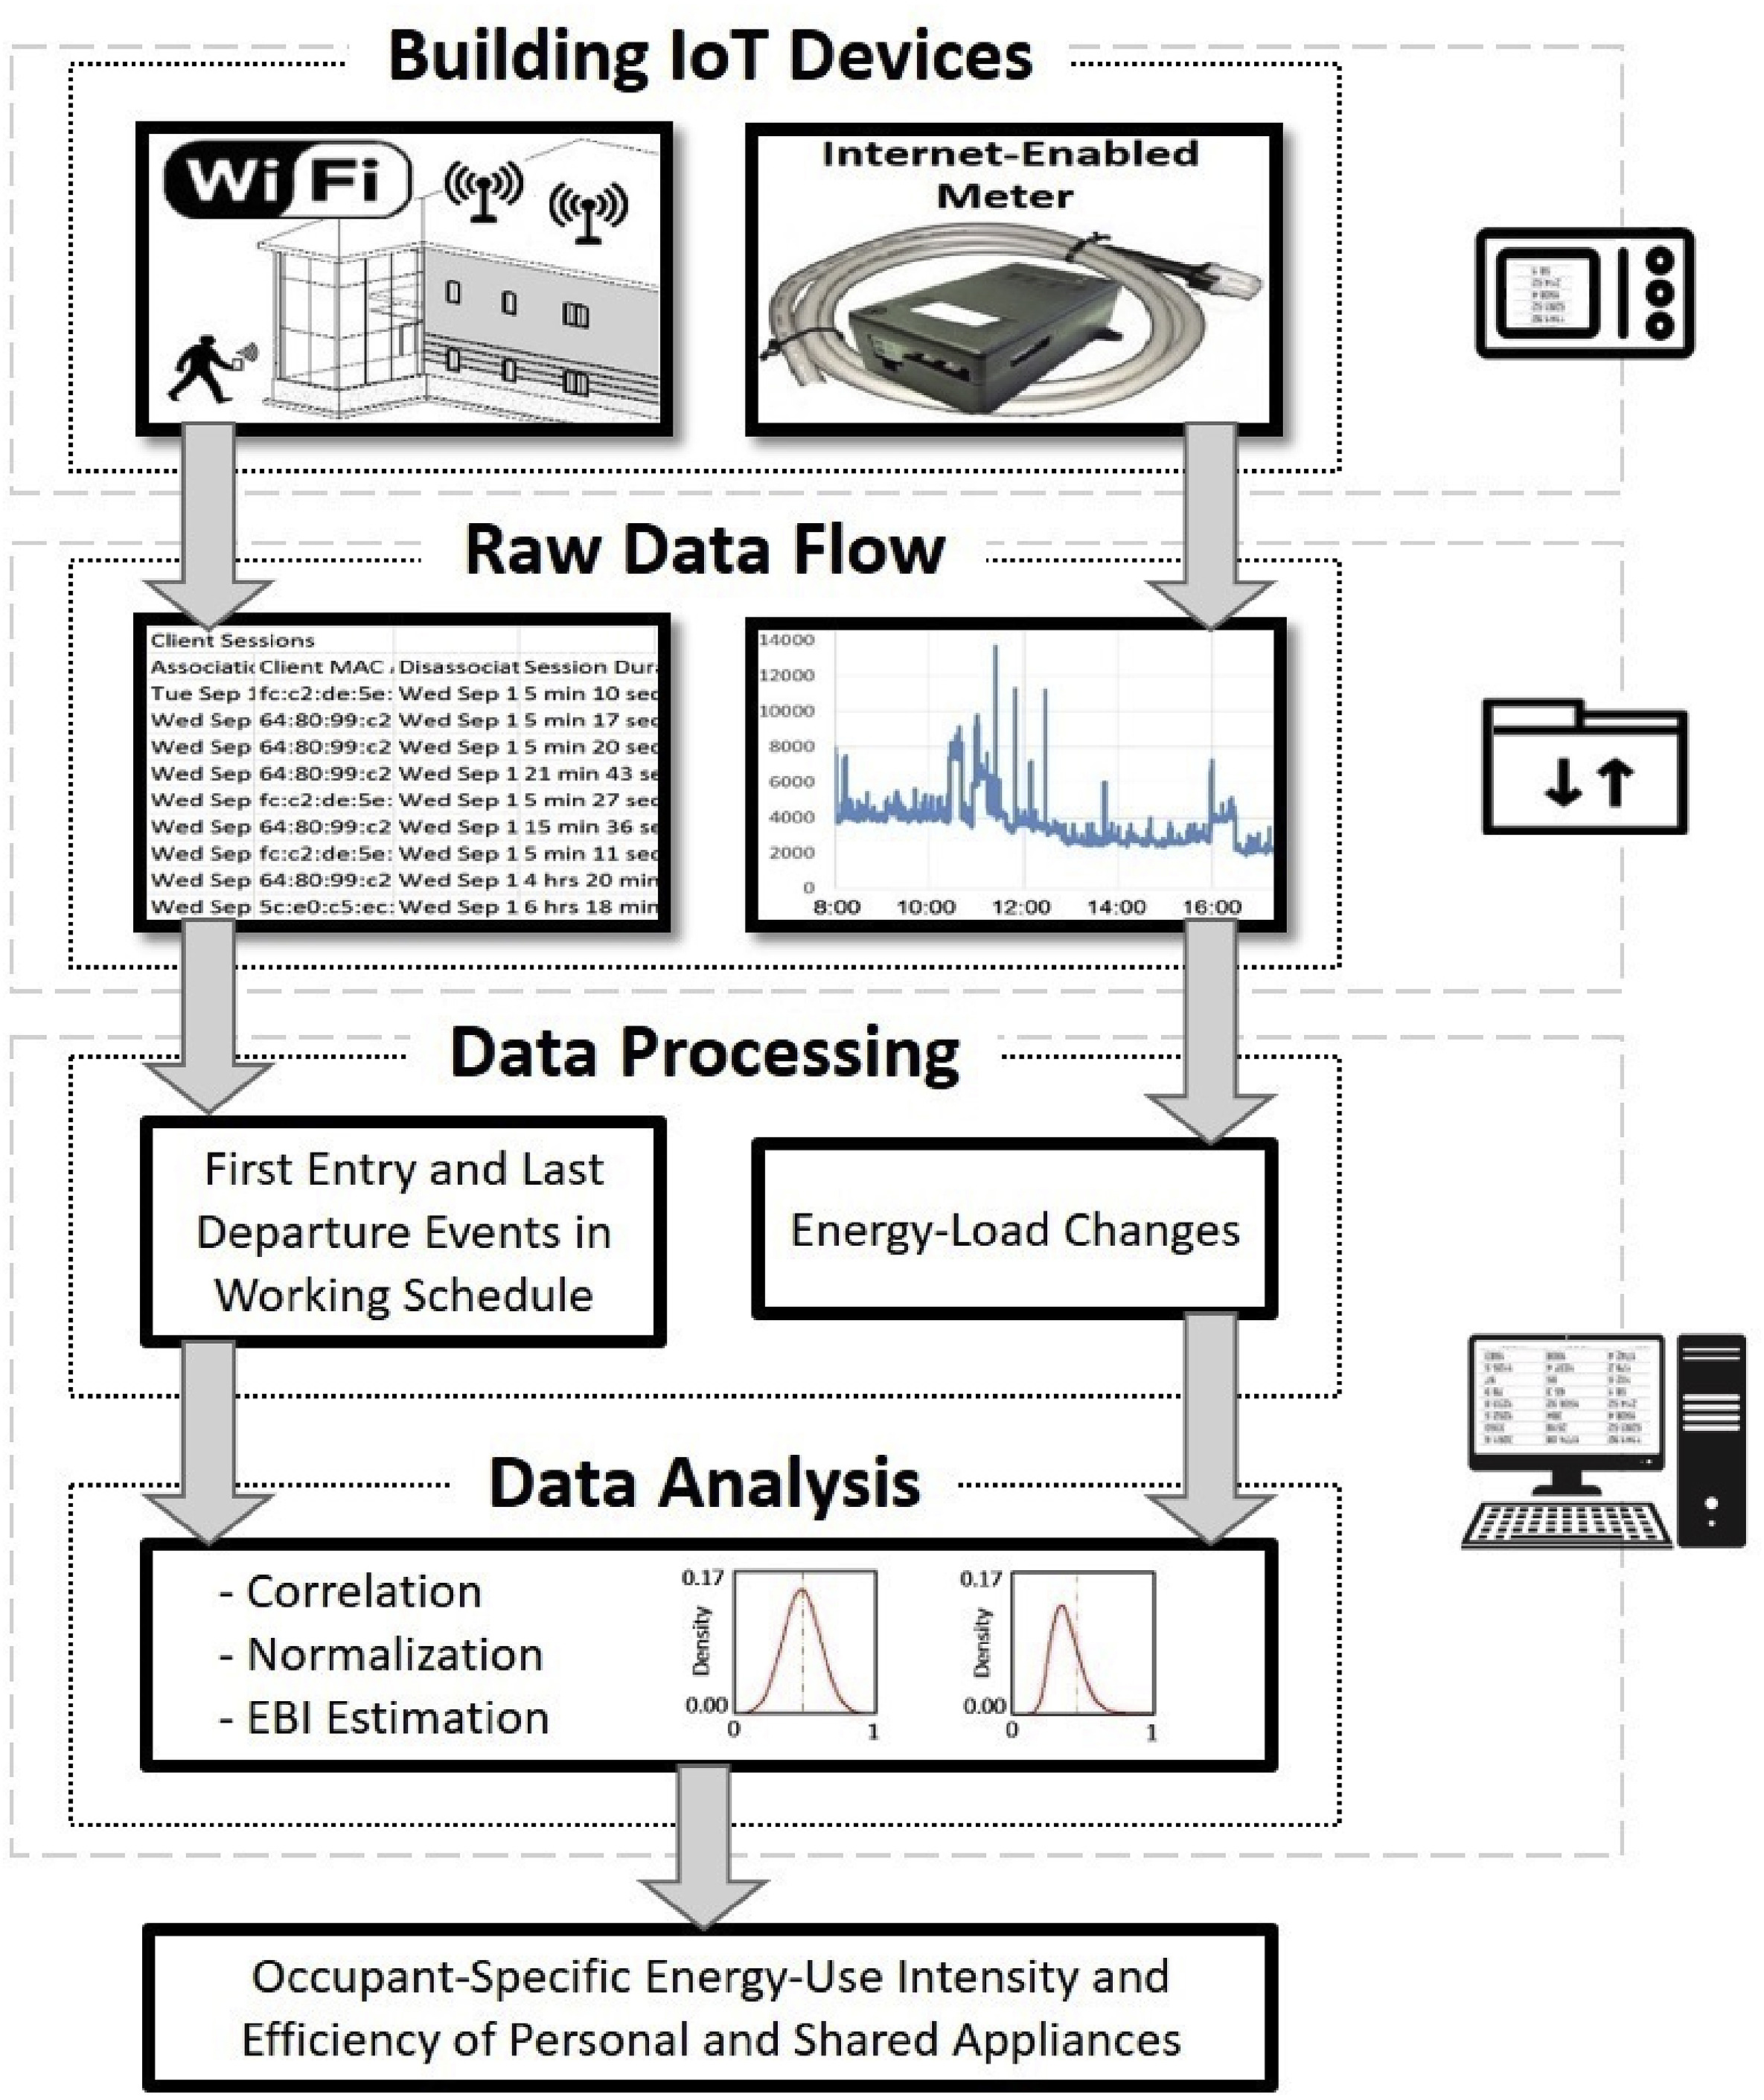 Building IoT Devices
Wi Fi
Internet-Enabled
Meter
Raw Data Flow
Client Sessions
Associatic Client MAC Disassociat Session Dur
Tue Sep 1 fc:c2:de:5e: Wed Sep 1 5 min 10 sec
Wed Sep 64:80:99:c2 Wed Sep 1 5 min 17 sec
Wed Sep 64:80:99:c2 Wed Sep 1 5 min 20 sec
Wed Sep 64:80:99:c2 Wed Sep 1 21 min 43 se
Wed Sep fc:c2:de:5e: Wed Sep 1 5 min 27 sec
Wed Sep 64:80:99:c2 Wed Sep 1 15 min 36 se
Wed Sep fc:c2:de:5e: Wed Sep 1 5 min 11 sec
Wed Sep 64:80:99:c2 Wed Sep 1 4 hrs 20 min
Wed Sep 5c:e0:c5:ec: Wed Sep 1 6 hrs 18 min
14000
12000
10000
8000
6000
4000
2000
0
8:00 10:00 12:00 14:00 16:00
Data Processing
First Entry and Last
Departure Events in
Working Schedule
Energy-Load Changes
Data Analysis
- Correlation
- Normalization
- EBI Estimation
0.17
Density
0.00
0 1
0.17
Density
0.00
0 1
Occupant-Specific Energy-Use Intensity and
Efficiency of Personal and Shared Appliances